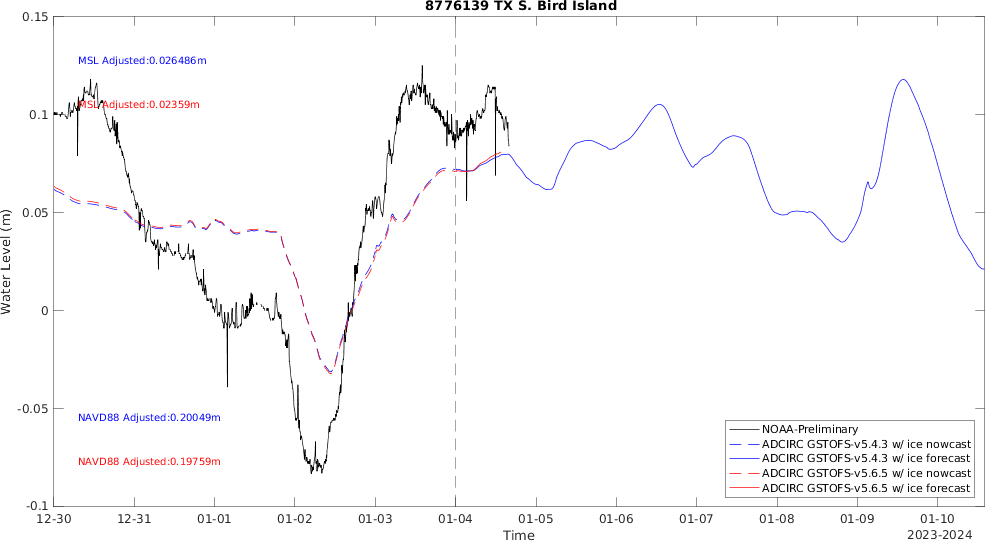 8776139 TX S. Bird Island
0.15
MSL Adjusted:0.026486m
MSL Adjusted:0.02359m
0.1
0.05
Water Level (m)
0
-0.05
NAVD88 Adjusted:0.20049m
NAVD88 Adjusted:0.19759m
-0.1
NOAA-Preliminary
ADCIRC GSTOFS-v5.4.3 w/ ice nowcast
ADCIRC GSTOFS-v5.4.3 w/ ice forecast
ADCIRC GSTOFS-v5.6.5 w/ ice nowcast
ADCIRC GSTOFS-v5.6.5 w/ ice forecast
12-30 12-31 01-01 01-02 01-03 01-04 01-05 01-06 01-07 01-08 01-09 01-10
Time
2023-2024